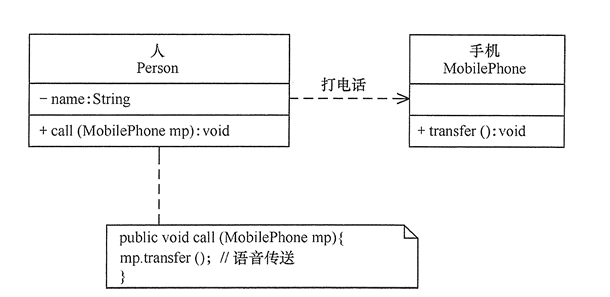 人
Person
- name:String
+ call (MobilePhone mp):void
打电话
手机
MobilePhone
+ transfer ():void
public void call (MobilePhone mp){
mp.transfer (); // 语音传送
}